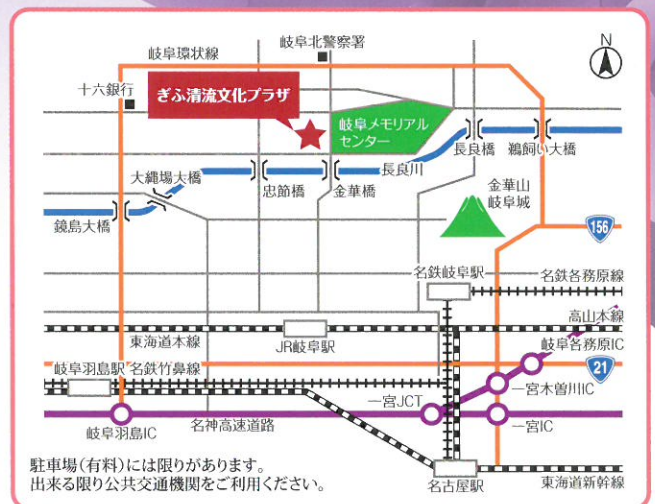 岐阜環状線
岐阜北警察署
N
十六銀行
ぎふ清流文化プラザ
岐阜メモリアル
センター
長良橋
鵜飼い大橋
大縄場大橋
忠節橋
金華橋
長良川
金華山
岐阜城
鏡島大橋
156
名鉄岐阜駅
名鉄各務原線
高山本線
東海道本線
JR岐阜駅
岐阜各務原IC
岐阜羽島駅
名鉄竹鼻線
21
一宮木曽川IC
一宮JCT
岐阜羽島IC
名神高速道路
一宮IC
駐車場(有料)には限りがあります。
出来る限り公共交通機関をご利用ください。
名古屋駅
東海道新幹線